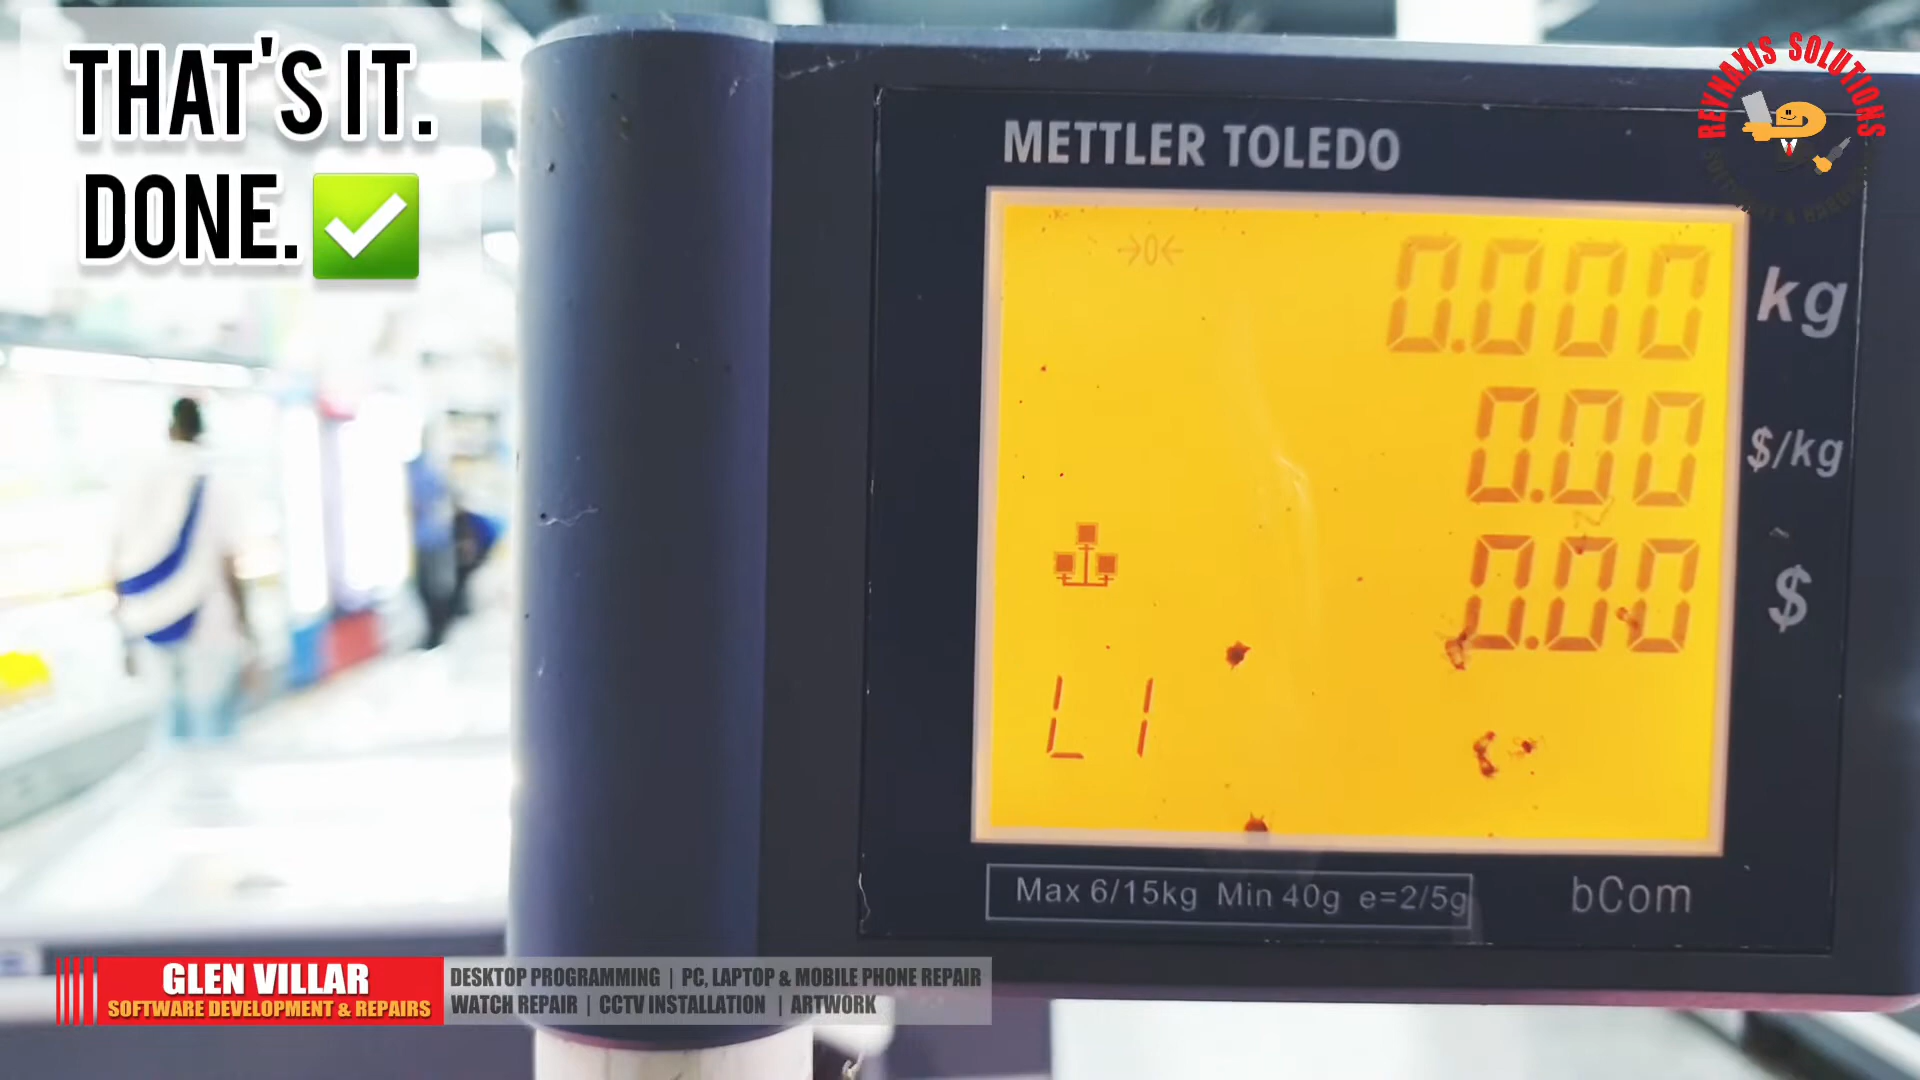 THAT'S IT.
DONE.
REYNAXIS SOLUTIONS
METTLER TOLEDO
→0←
0.000 kg
0.00 $/kg
0.00 $
L 1
Max 6/15kg Min 40g e=2/5g
bCom
GLEN VILLAR
SOFTWARE DEVELOPMENT & REPAIRS
DESKTOP PROGRAMMING | PC, LAPTOP & MOBILE PHONE REPAIR
WATCH REPAIR | CCTV INSTALLATION | ARTWORK